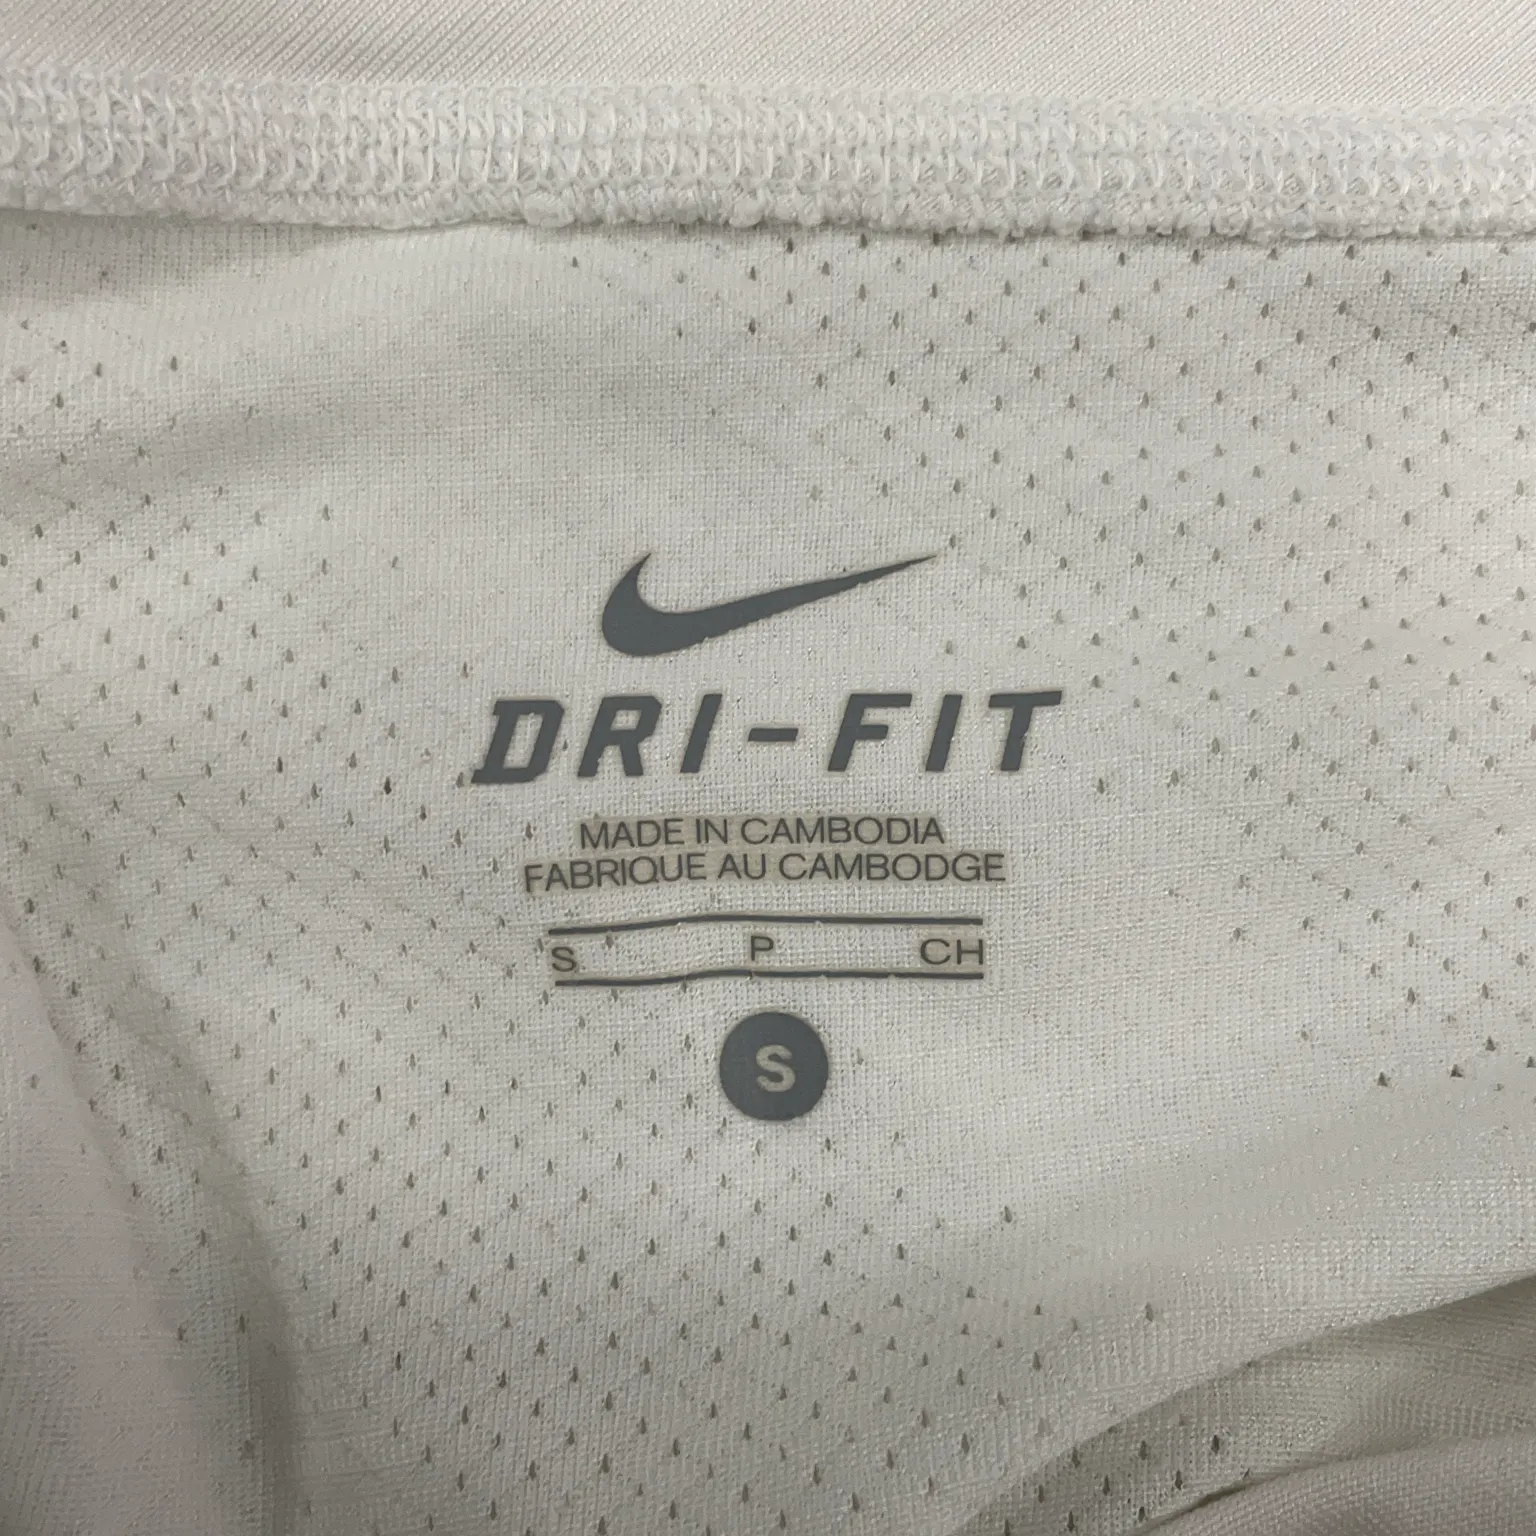 DRI-FIT
MADE IN CAMBODIA
FABRIQUE AU CAMBODGE
S P CH
S